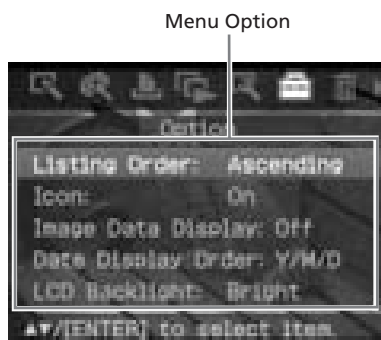 Menu Option
Option
Listing Order: Ascending
Icon: On
Image Data Display: Off
Date Display Order: Y/M/D
LCD Backlight: Bright
▲▼/[ENTER] to select item.